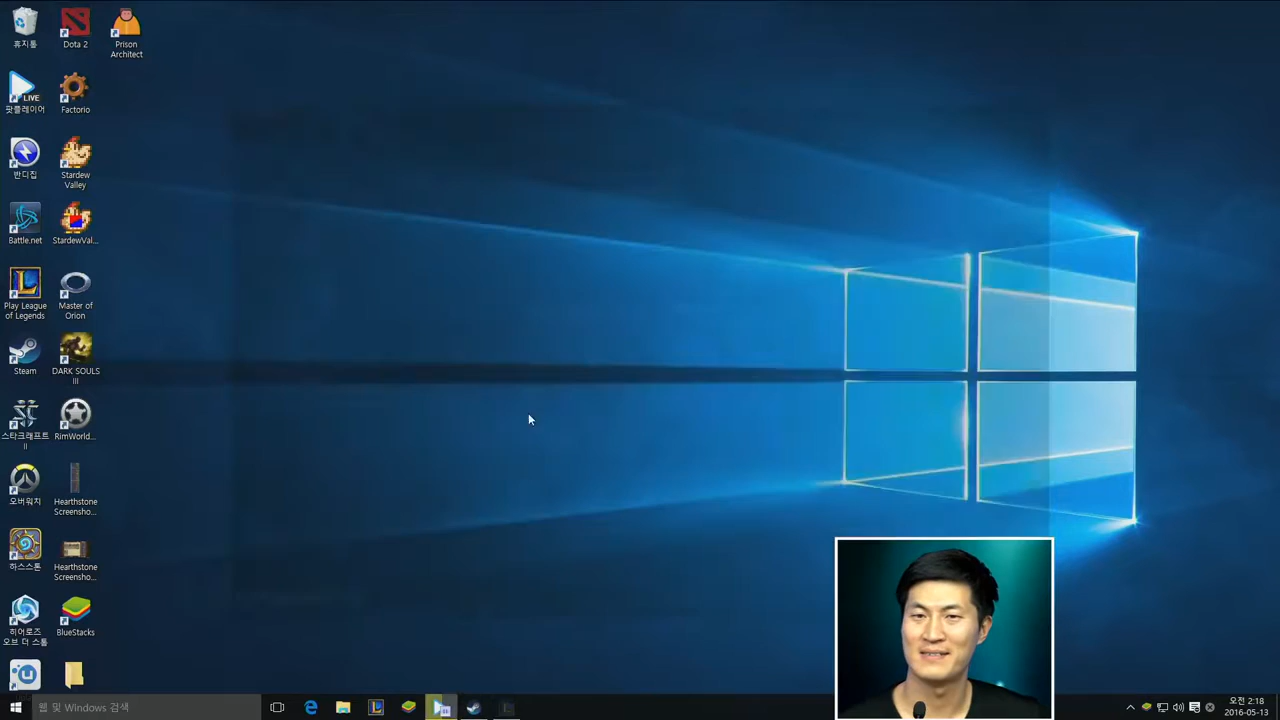 휴지통
Dota 2
Prison
Architect
LIVE
팟플레이어
Factorio
반디집
Stardew
Valley
Battle.net
StardewVal...
Play League
of Legends
Master of
Orion
Steam
DARK SOULS
III
스타크래프트
II
RimWorld...
오버워치
Hearthstone
Screensho...
하스스톤
Hearthstone
Screensho...
히어로즈
오브 더 스톰
BlueStacks
웹 및 Windows 검색
오전 2:18
2016-05-13